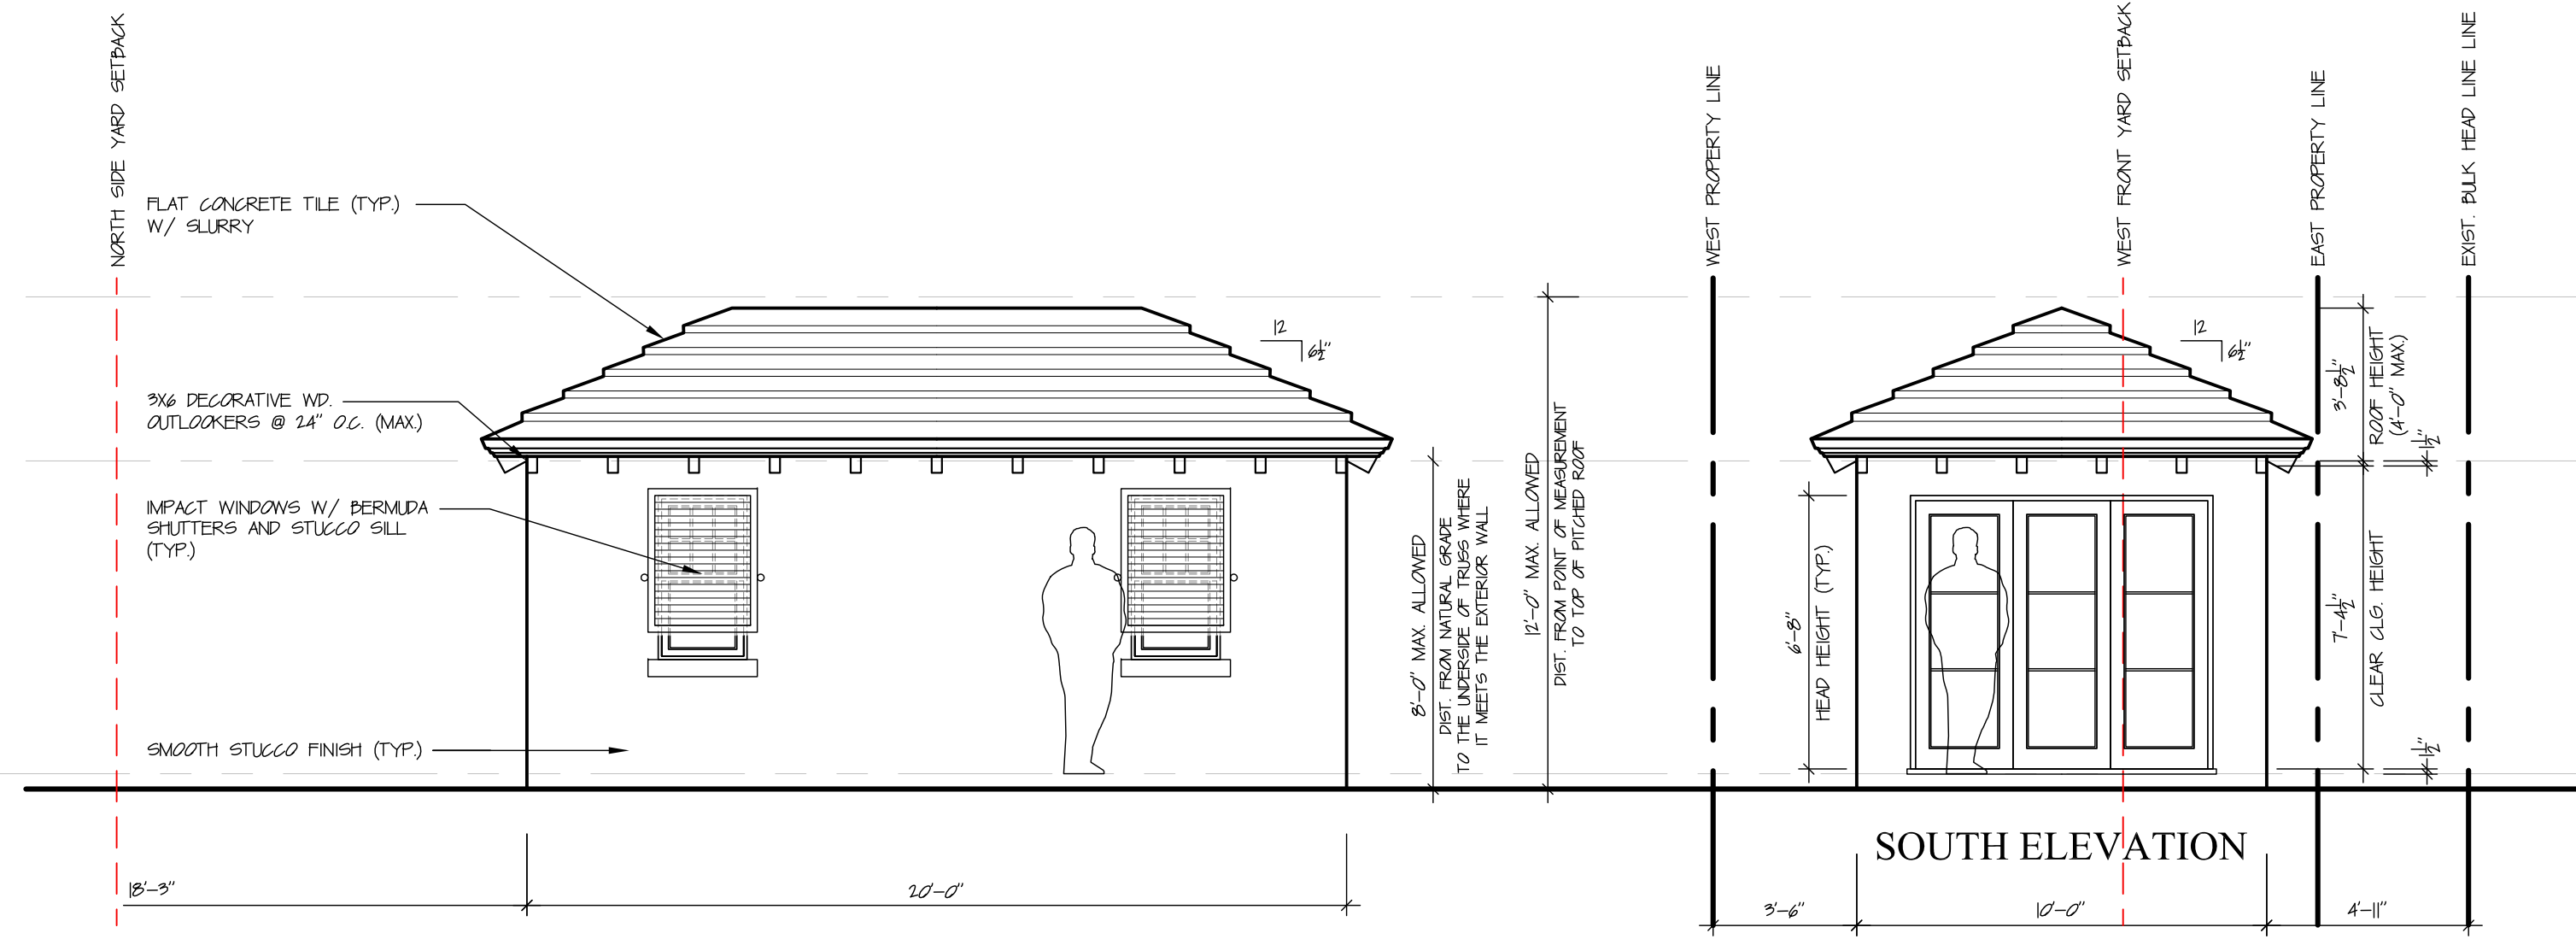 NORTH SIDE YARD SETBACK
FLAT CONCRETE TILE (TYP.)
W/ SLURRY
3X6 DECORATIVE WD.
OUTLOOKERS @ 24" O.C. (MAX.)
IMPACT WINDOWS W/ BERMUDA
SHUTTERS AND STUCCO SILL
(TYP.)
SMOOTH STUCCO FINISH (TYP.)
18'-3"
20'-0"
12
6½"
8'-0" MAX. ALLOWED
DIST. FROM NATURAL GRADE
TO THE UNDERSIDE OF TRUSS WHERE
IT MEETS THE EXTERIOR WALL
12'-0" MAX. ALLOWED
DIST. FROM POINT OF MEASUREMENT
TO TOP OF PITCHED ROOF
WEST PROPERTY LINE
WEST FRONT YARD SETBACK
EAST PROPERTY LINE
EXIST. BULK HEAD LINE LINE
12
6½"
6'-8"
HEAD HEIGHT (TYP.)
3'-8½"
ROOF HEIGHT
(4'-0" MAX.)
1½"
7'-4½"
CLEAR CLG. HEIGHT
1½"
SOUTH ELEVATION
3'-6"
10'-0"
4'-11"